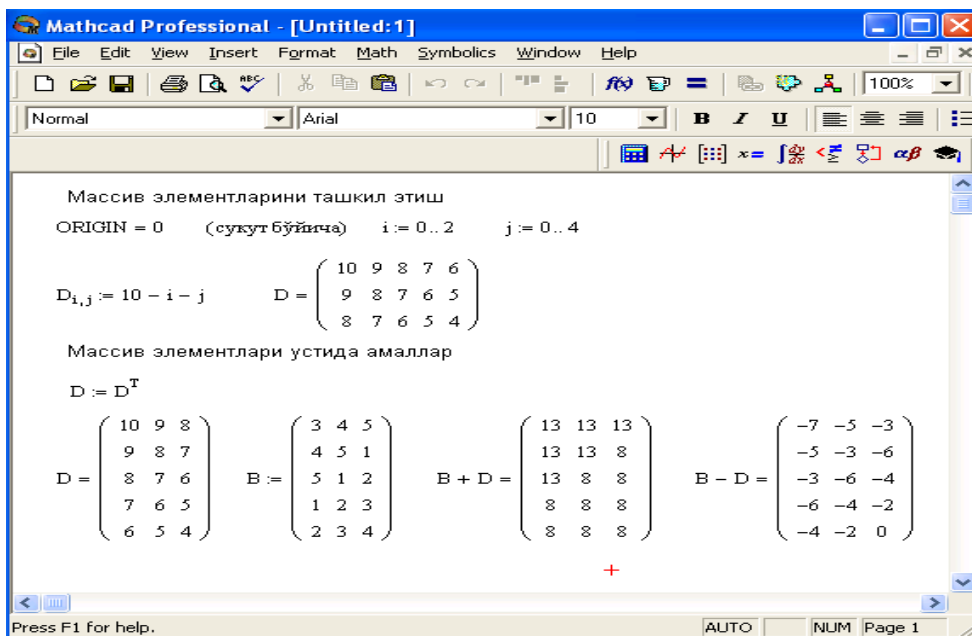 Mathcad Professional - [Untitled:1]
File Edit View Insert Format Math Symbolics Window Help
100%
Normal Arial 10 B I U
Массив элементларини ташкил этиш
ORIGIN = 0 (сукут бўйича) i := 0.. 2 j := 0.. 4
D i, j := 10 − i − j D = ( 10 9 8 7 6
9 8 7 6 5
8 7 6 5 4 )
Массив элементлари устида амаллар
D := D^T
D = ( 10 9 8
9 8 7
8 7 6
7 6 5
6 5 4 )
B := ( 3 4 5
4 5 1
5 1 2
1 2 3
2 3 4 )
B + D = ( 13 13 13
13 13 8
13 8 8
8 8 8
8 8 8 )
B − D = ( −7 −5 −3
−5 −3 −6
−3 −6 −4
−6 −4 −2
−4 −2 0 )
Press F1 for help. AUTO NUM Page 1